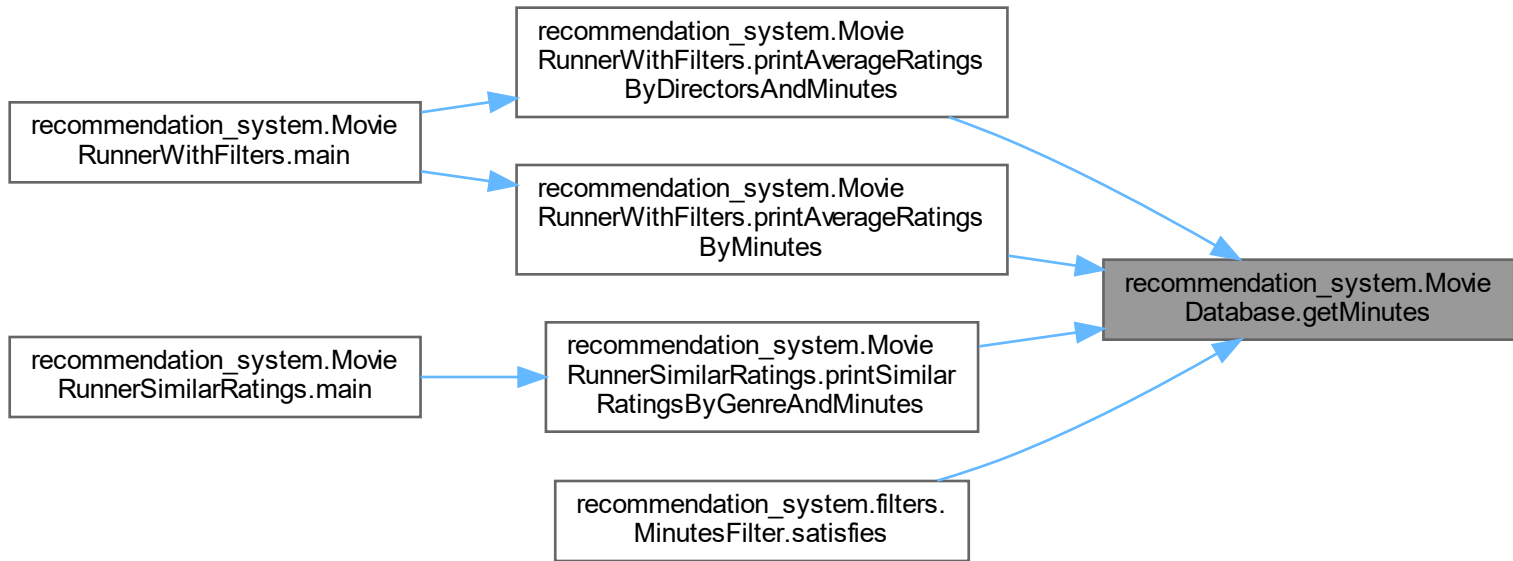 recommendation_system.Movie
RunnerWithFilters.main
recommendation_system.Movie
RunnerSimilarRatings.main
recommendation_system.Movie
RunnerWithFilters.printAverageRatings
ByDirectorsAndMinutes
recommendation_system.Movie
RunnerWithFilters.printAverageRatings
ByMinutes
recommendation_system.Movie
RunnerSimilarRatings.printSimilar
RatingsByGenreAndMinutes
recommendation_system.filters.
MinutesFilter.satisfies
recommendation_system.Movie
Database.getMinutes